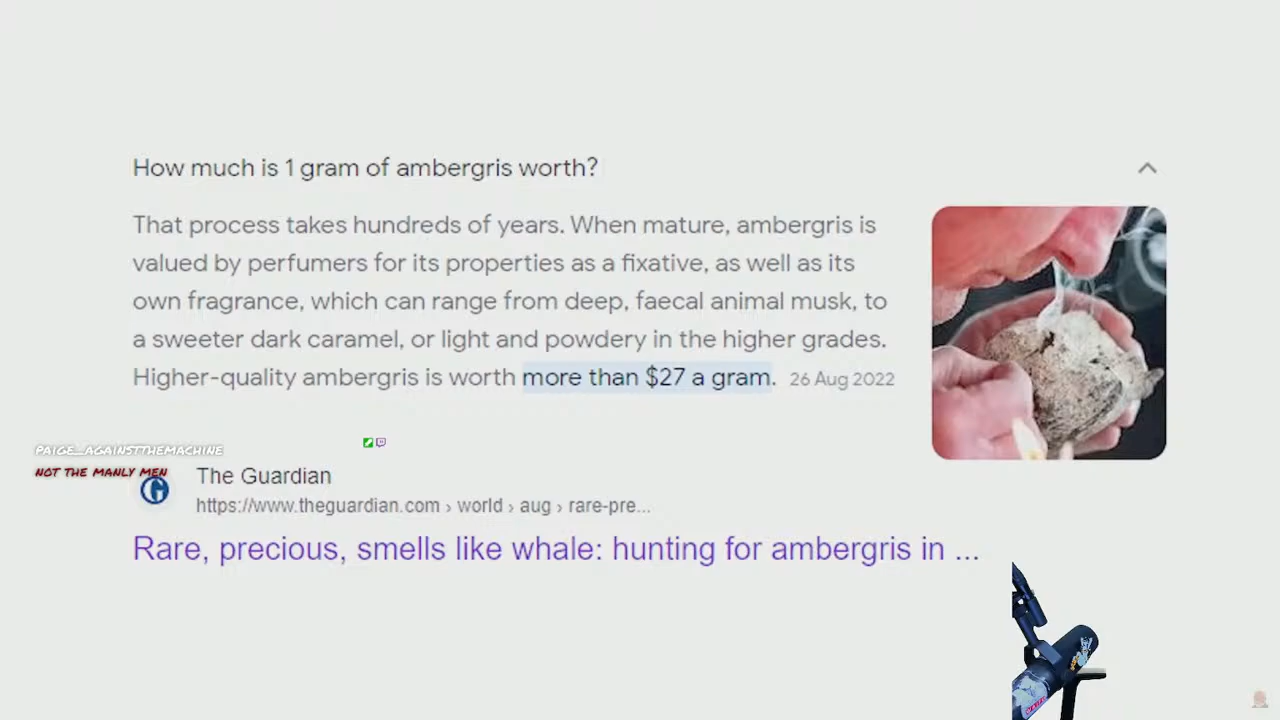 How much is 1 gram of ambergris worth?
That process takes hundreds of years. When mature, ambergris is
valued by perfumers for its properties as a fixative, as well as its
own fragrance, which can range from deep, faecal animal musk, to
a sweeter dark caramel, or light and powdery in the higher grades.
Higher-quality ambergris is worth more than $27 a gram. 26 Aug 2022
PAIGE_AGAINSTTHEMACHINE
NOT THE MANLY MEN
The Guardian
https://www.theguardian.com › world › aug › rare-pre...
Rare, precious, smells like whale: hunting for ambergris in ...